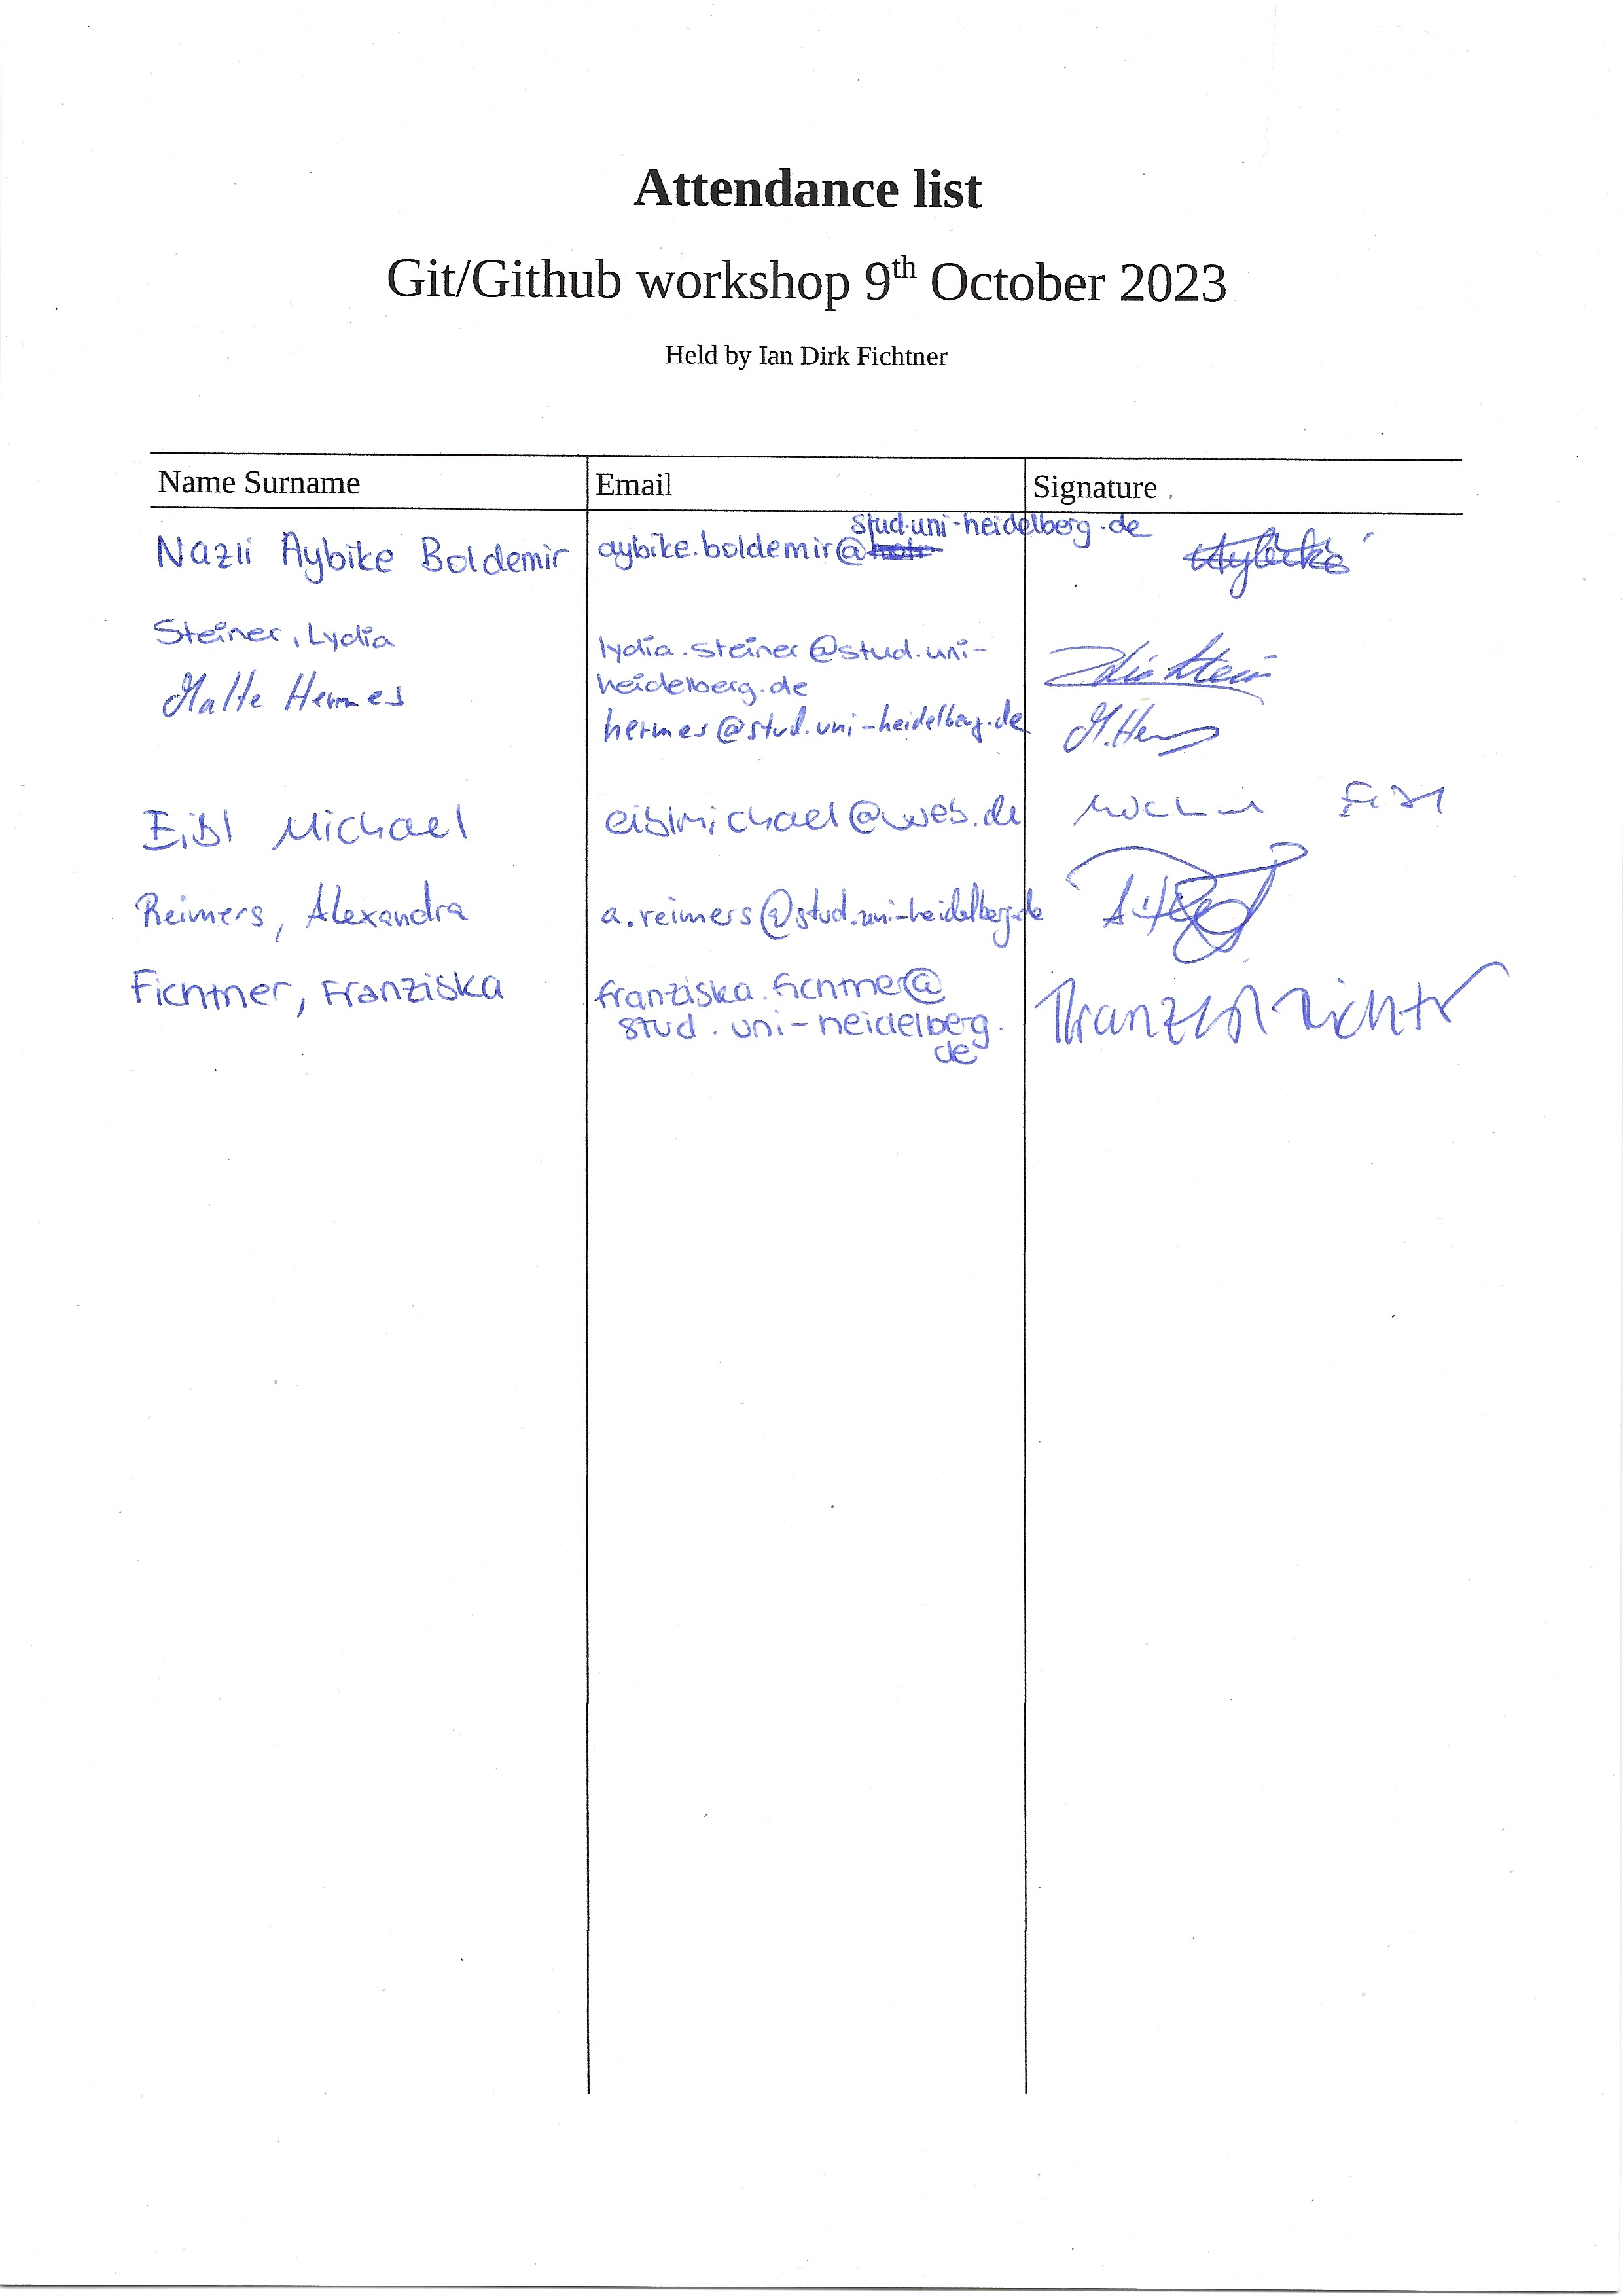 Attendance list
Git/Github workshop 9th October 2023
Held by Ian Dirk Fichtner
Name Surname Email Signature
stud.uni-heidelberg.de
Nazli Aybike Boldemir aybike.boldemir@
Steiner, Lydia lydia.steiner@stud.uni-
heidelberg.de
Malte Hermes hermes@stud.uni-heidelberg.de
Eibl Michael eiblmichael@web.de
Reimers, Alexandra a.reimers@stud.uni-heidelberg.de
Fichtner, Franziska franziska.fichtner@
stud.uni-heidelberg.
de